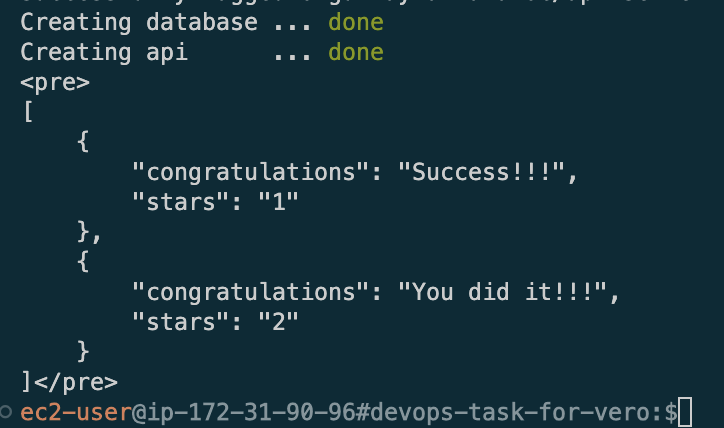 Creating database ... done
Creating api      ... done
<pre>
[
    {
        "congratulations": "Success!!!",
        "stars": "1"
    },
    {
        "congratulations": "You did it!!!",
        "stars": "2"
    }
]</pre>
ec2-user@ip-172-31-90-96#devops-task-for-vero:$